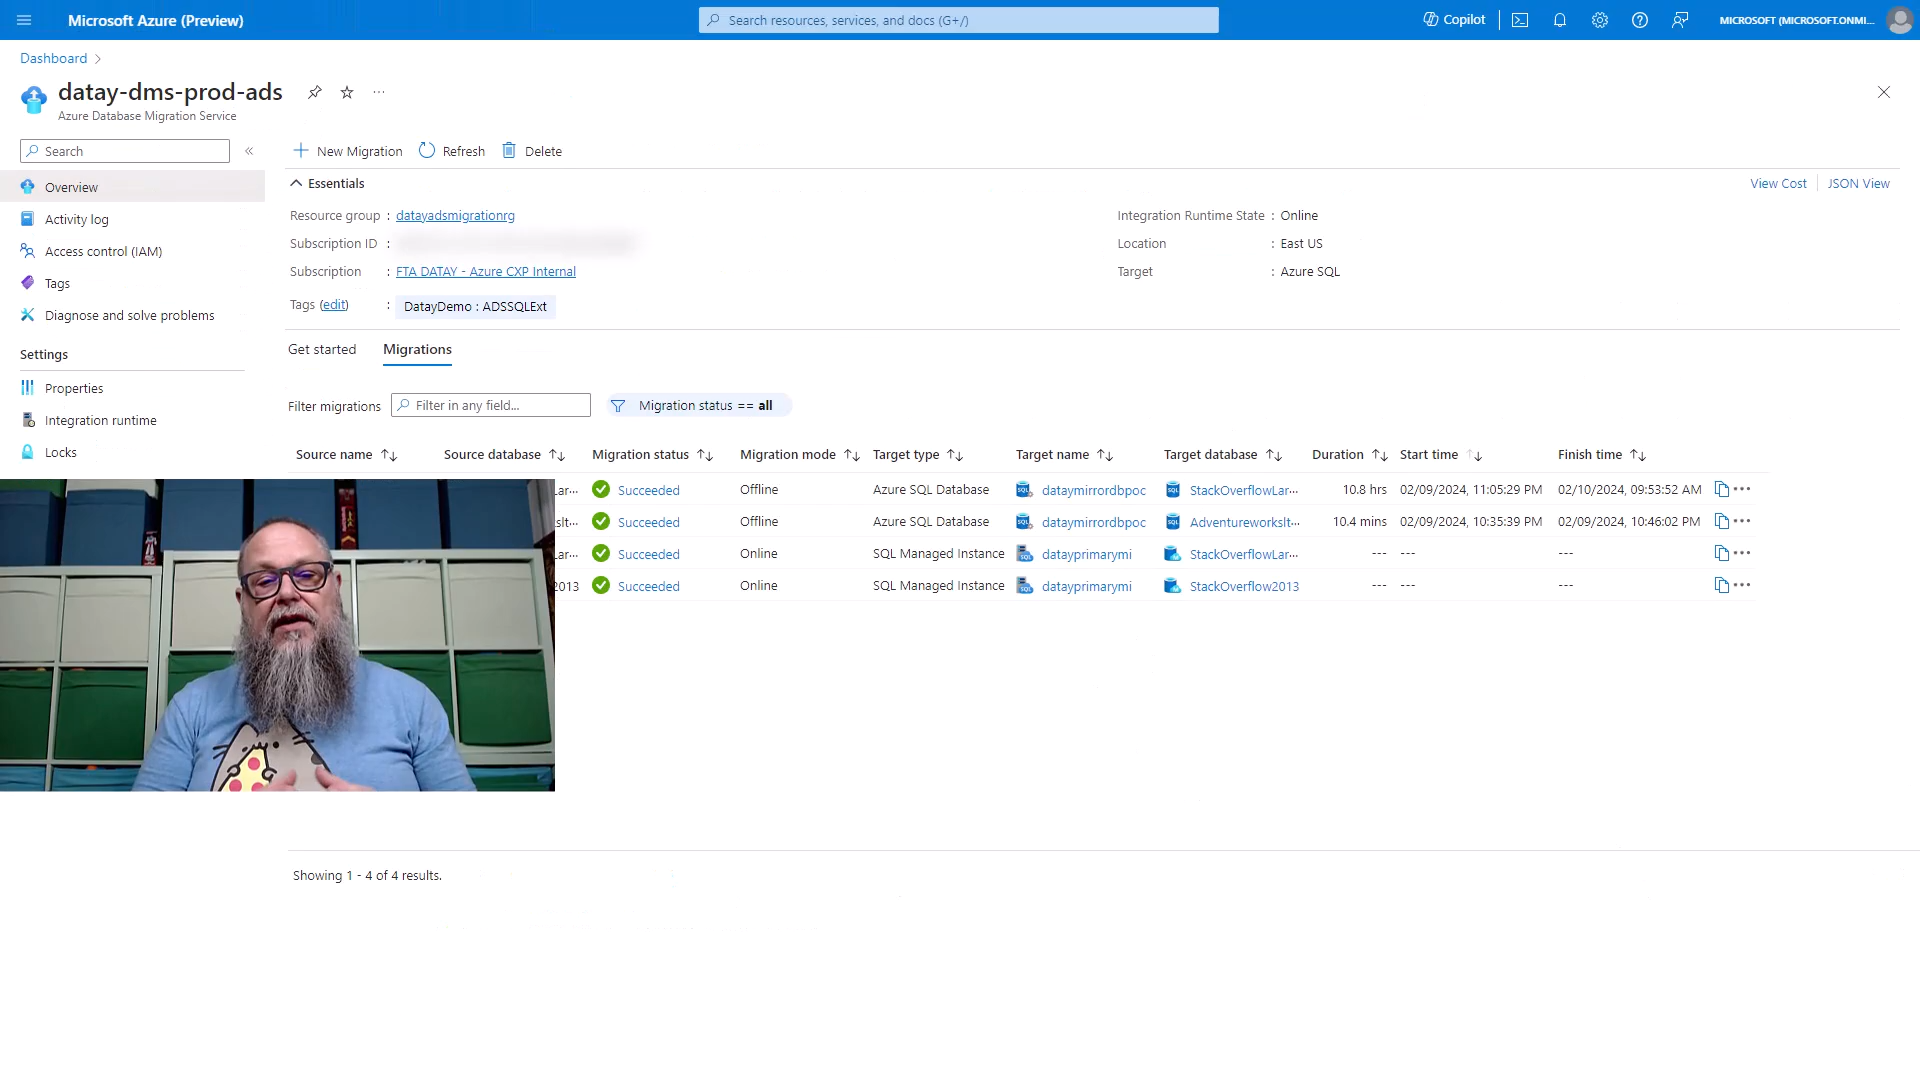 Microsoft Azure (Preview)
Search resources, services, and docs (G+/)
Copilot
MICROSOFT (MICROSOFT.ONMI...
Dashboard
datay-dms-prod-ads
Azure Database Migration Service
Search
Overview
Activity log
Access control (IAM)
Tags
Diagnose and solve problems
Settings
Properties
Integration runtime
Locks
New Migration Refresh Delete
Essentials
View Cost JSON View
Resource group : datayadsmigrationrg
Subscription ID :
Subscription : FTA DATAY - Azure CXP Internal
Tags (edit) : DatayDemo : ADSSQLExt
Integration Runtime State : Online
Location : East US
Target : Azure SQL
Get started Migrations
Filter migrations Filter in any field... Migration status == all
Source name Source database Migration status Migration mode Target type Target name Target database Duration Start time Finish time
Lar... Succeeded Offline Azure SQL Database dataymirrordbpoc StackOverflowLar... 10.8 hrs 02/09/2024, 11:05:29 PM 02/10/2024, 09:53:52 AM
slt... Succeeded Offline Azure SQL Database dataymirrordbpoc Adventureworkslt... 10.4 mins 02/09/2024, 10:35:39 PM 02/09/2024, 10:46:02 PM
Lar... Succeeded Online SQL Managed Instance datayprimarymi StackOverflowLar... --- --- ---
2013 Succeeded Online SQL Managed Instance datayprimarymi StackOverflow2013 --- --- ---
Showing 1 - 4 of 4 results.